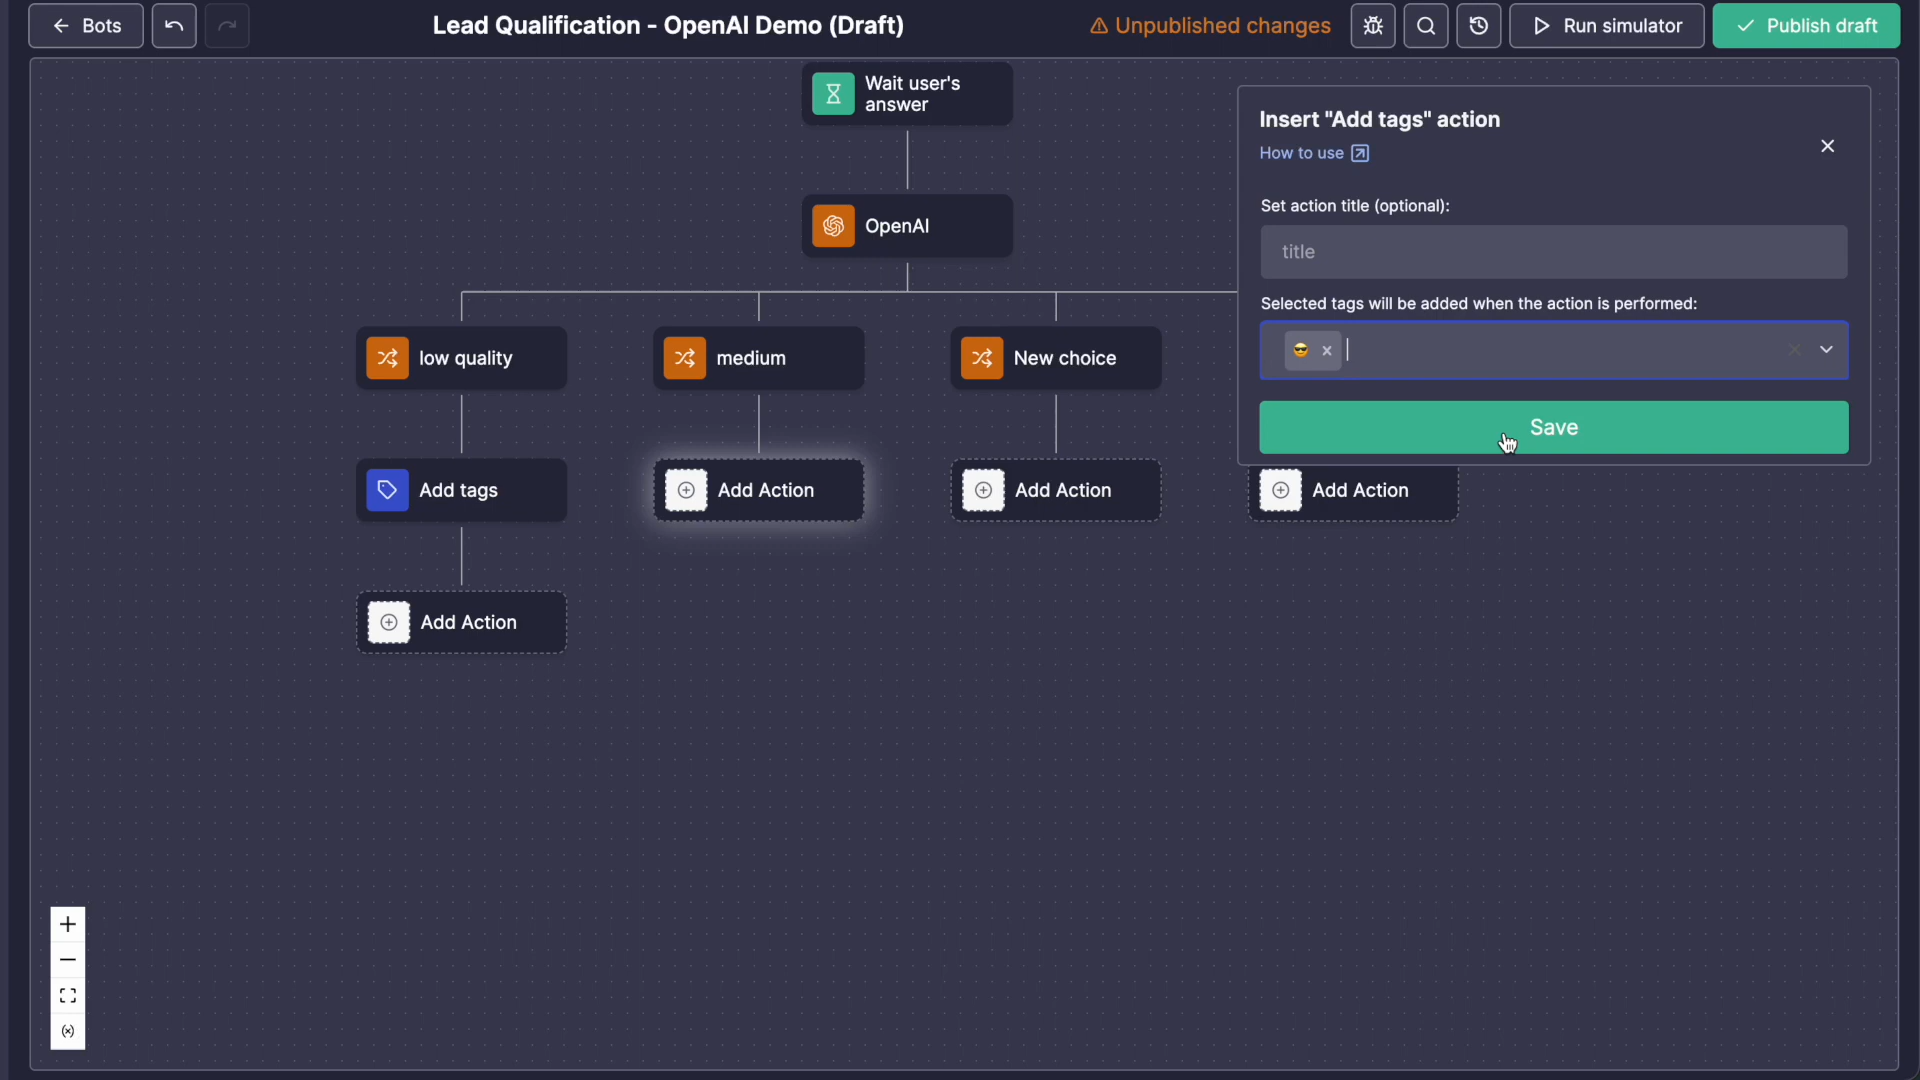 Bots
Lead Qualification - OpenAI Demo (Draft)
Unpublished changes
Run simulator
Publish draft
Wait user's
answer
Insert "Add tags" action
How to use
Set action title (optional):
OpenAI
title
Selected tags will be added when the action is performed:
😎
low quality
medium
New choice
Save
Add tags
Add Action
Add Action
Add Action
Add Action